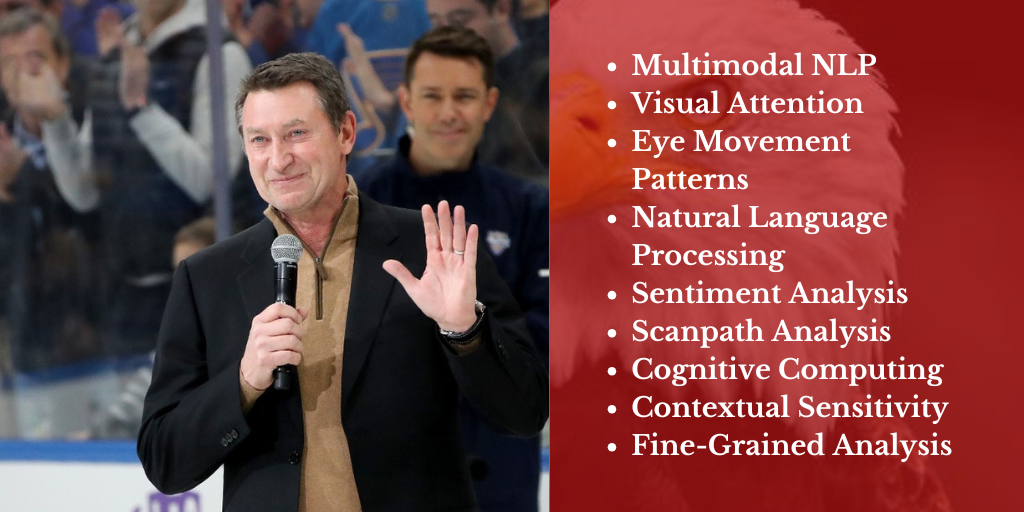 Multimodal NLP
Visual Attention
Eye Movement
Patterns
Natural Language
Processing
Sentiment Analysis
Scanpath Analysis
Cognitive Computing
Contextual Sensitivity
Fine-Grained Analysis